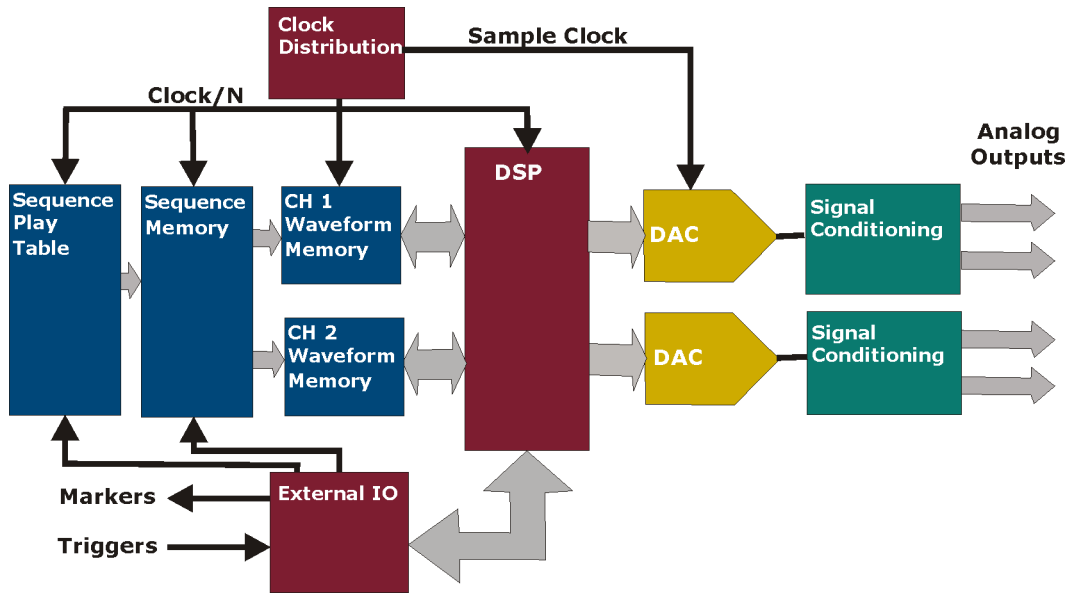 Clock
Distribution
Sample Clock
Clock/N
Analog
Outputs
Sequence
Play
Table
Sequence
Memory
CH 1
Waveform
Memory
DSP
DAC
Signal
Conditioning
CH 2
Waveform
Memory
DAC
Signal
Conditioning
External IO
Markers
Triggers